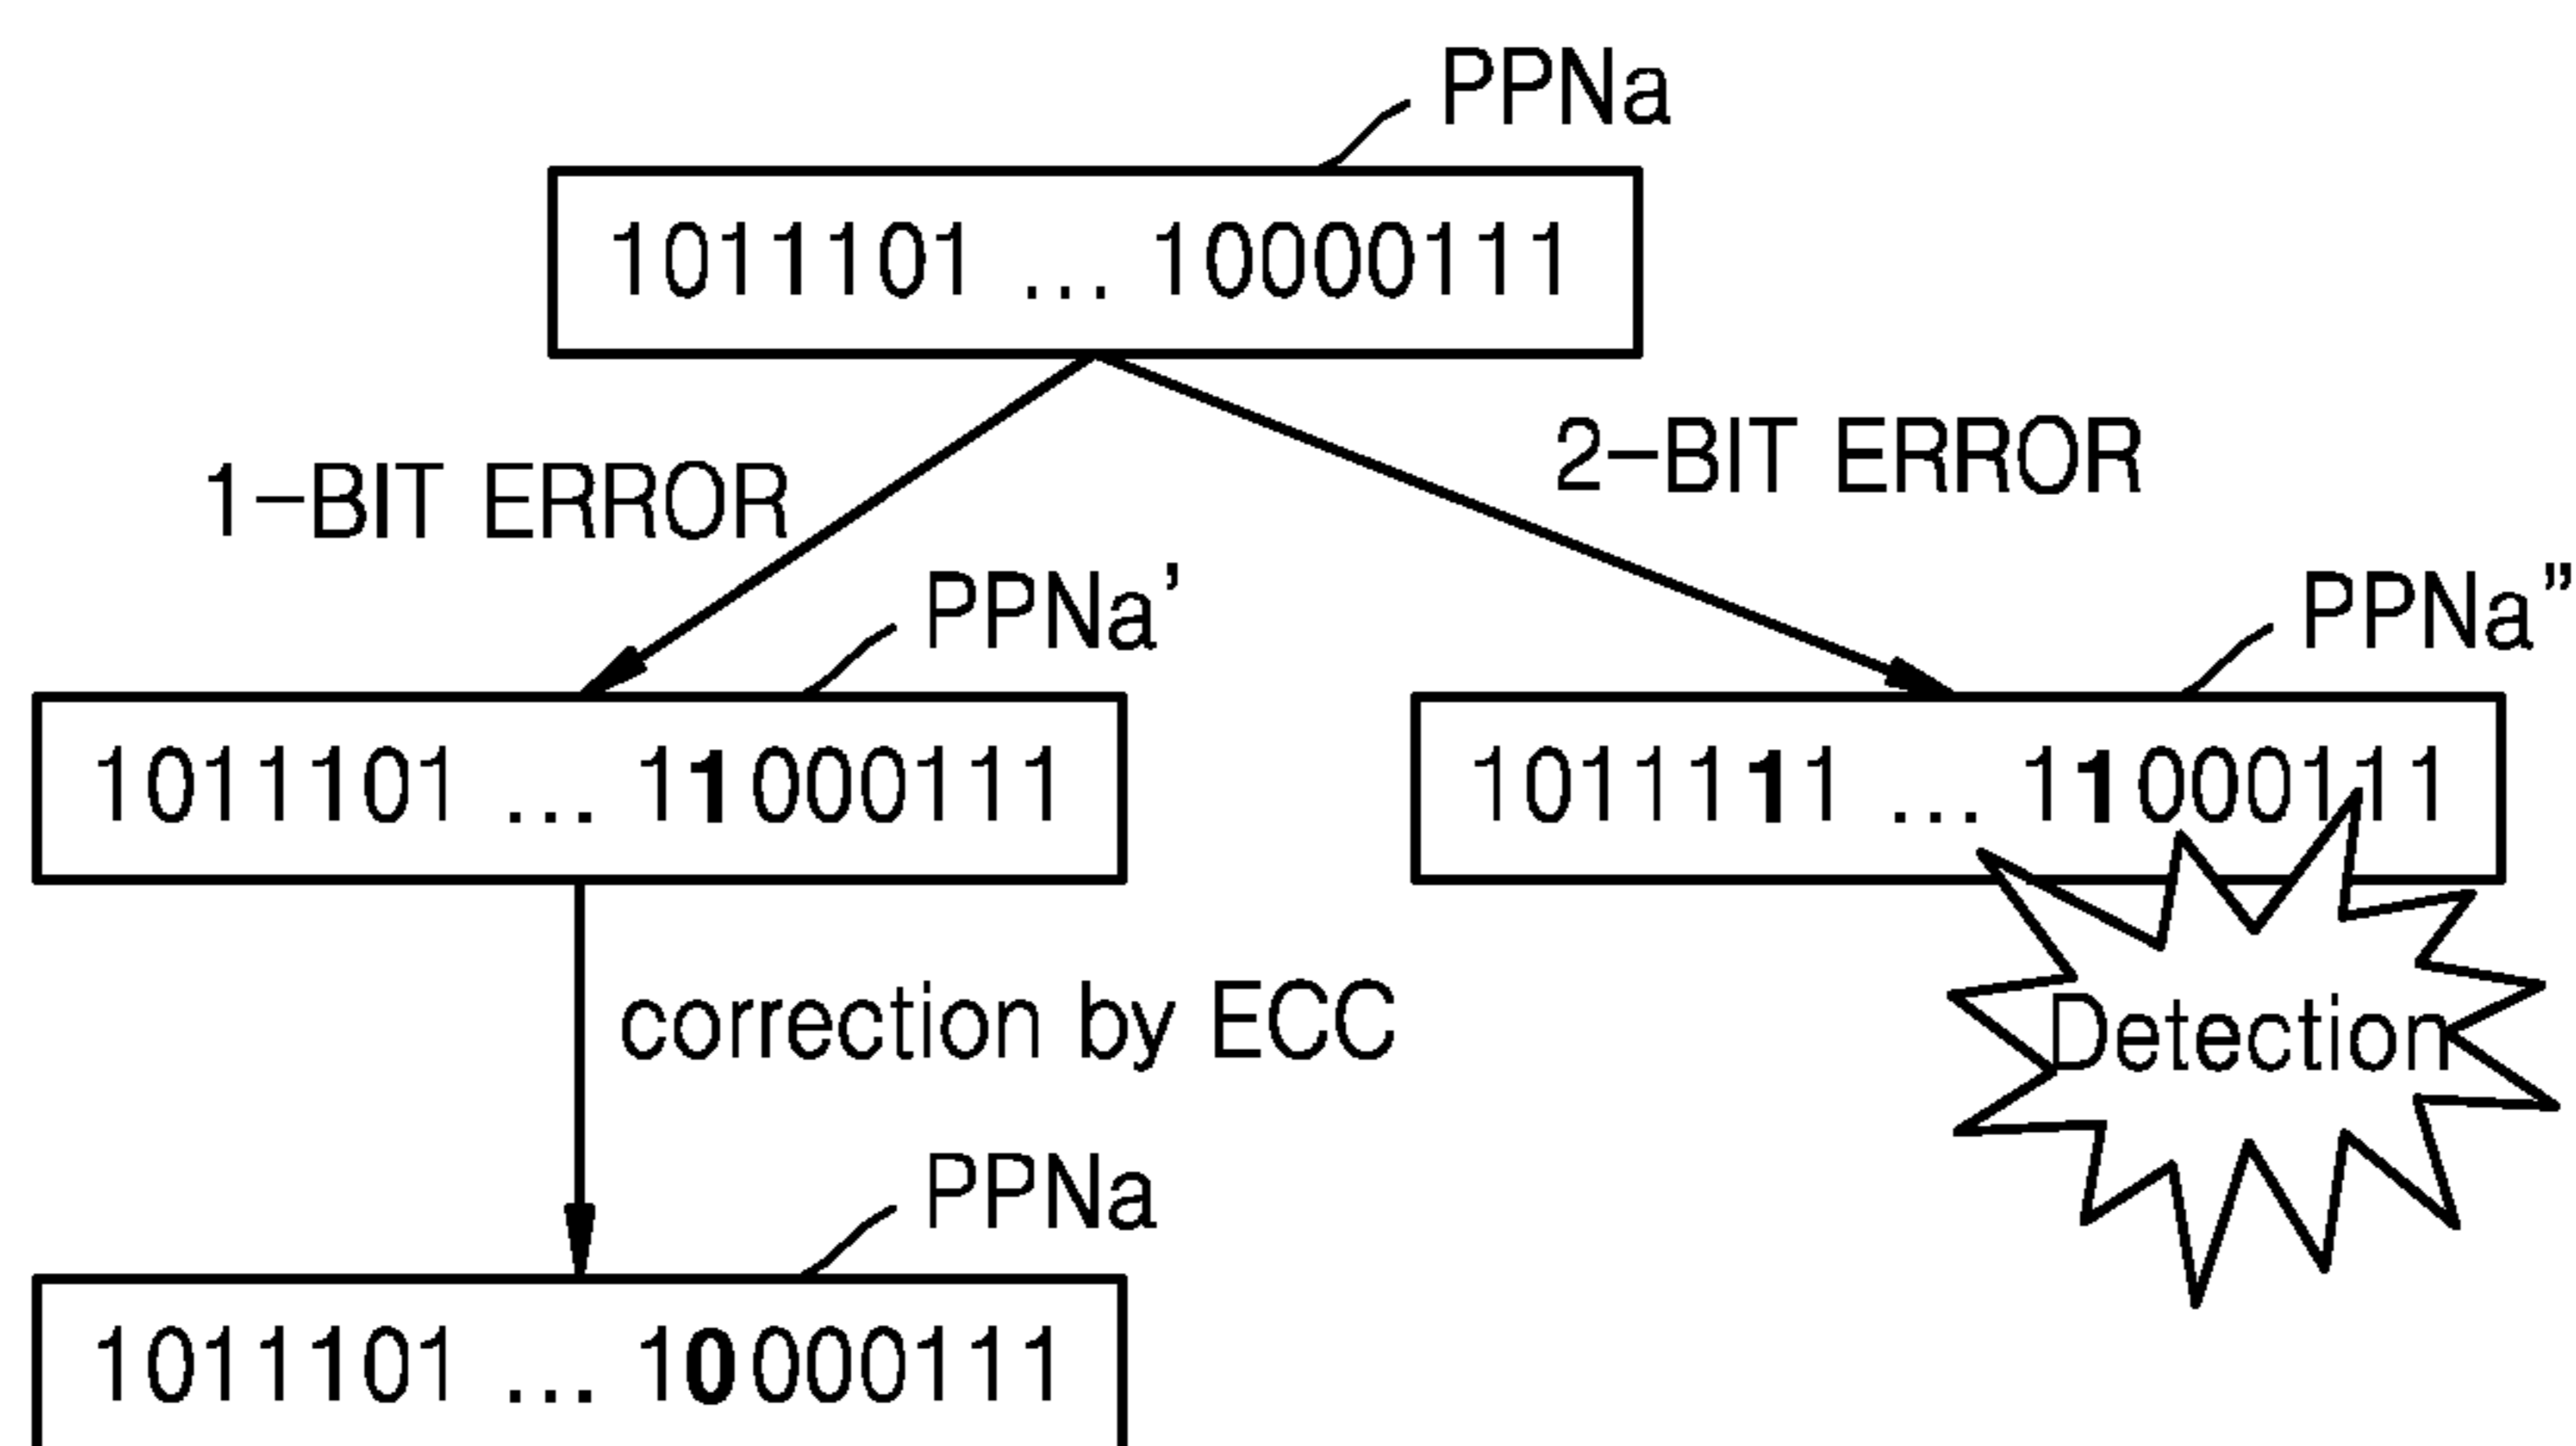 PPNa
1011101 ... 10000111
1-BIT ERROR
2-BIT ERROR
PPNa’
PPNa”
1011101 ... 11000111
1011111 ... 11000111
correction by ECC
Detection
PPNa
1011101 ... 10000111